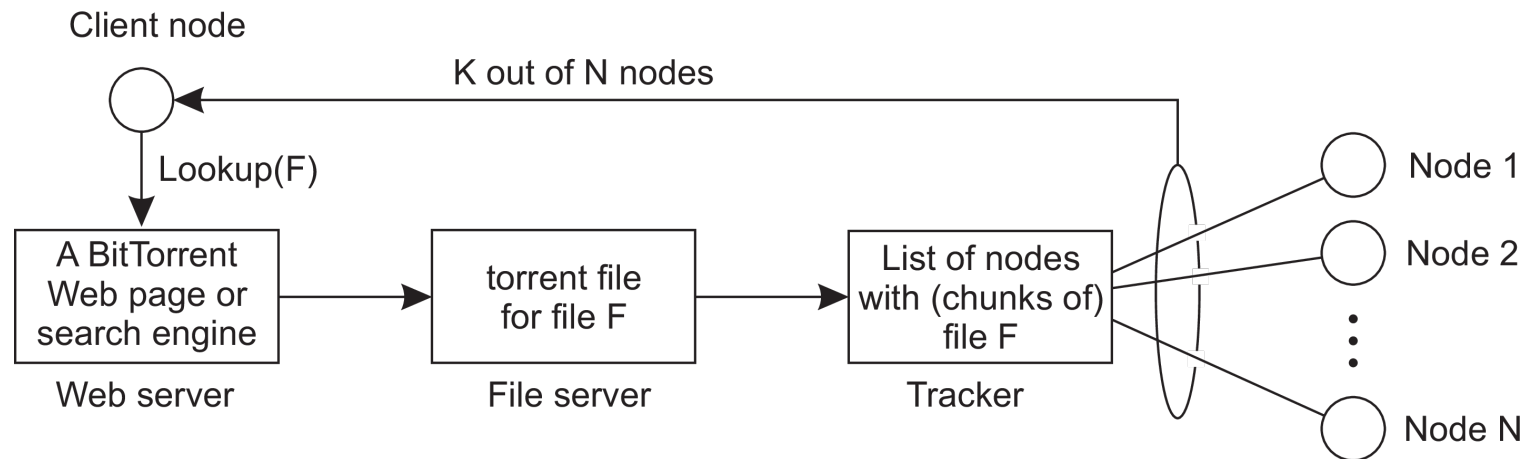 Client node
K out of N nodes
Lookup(F)
Node 1
Node 2
A BitTorrent
Web page or
search engine
torrent file
for file F
List of nodes
with (chunks of)
file F
Web server
File server
Tracker
Node N